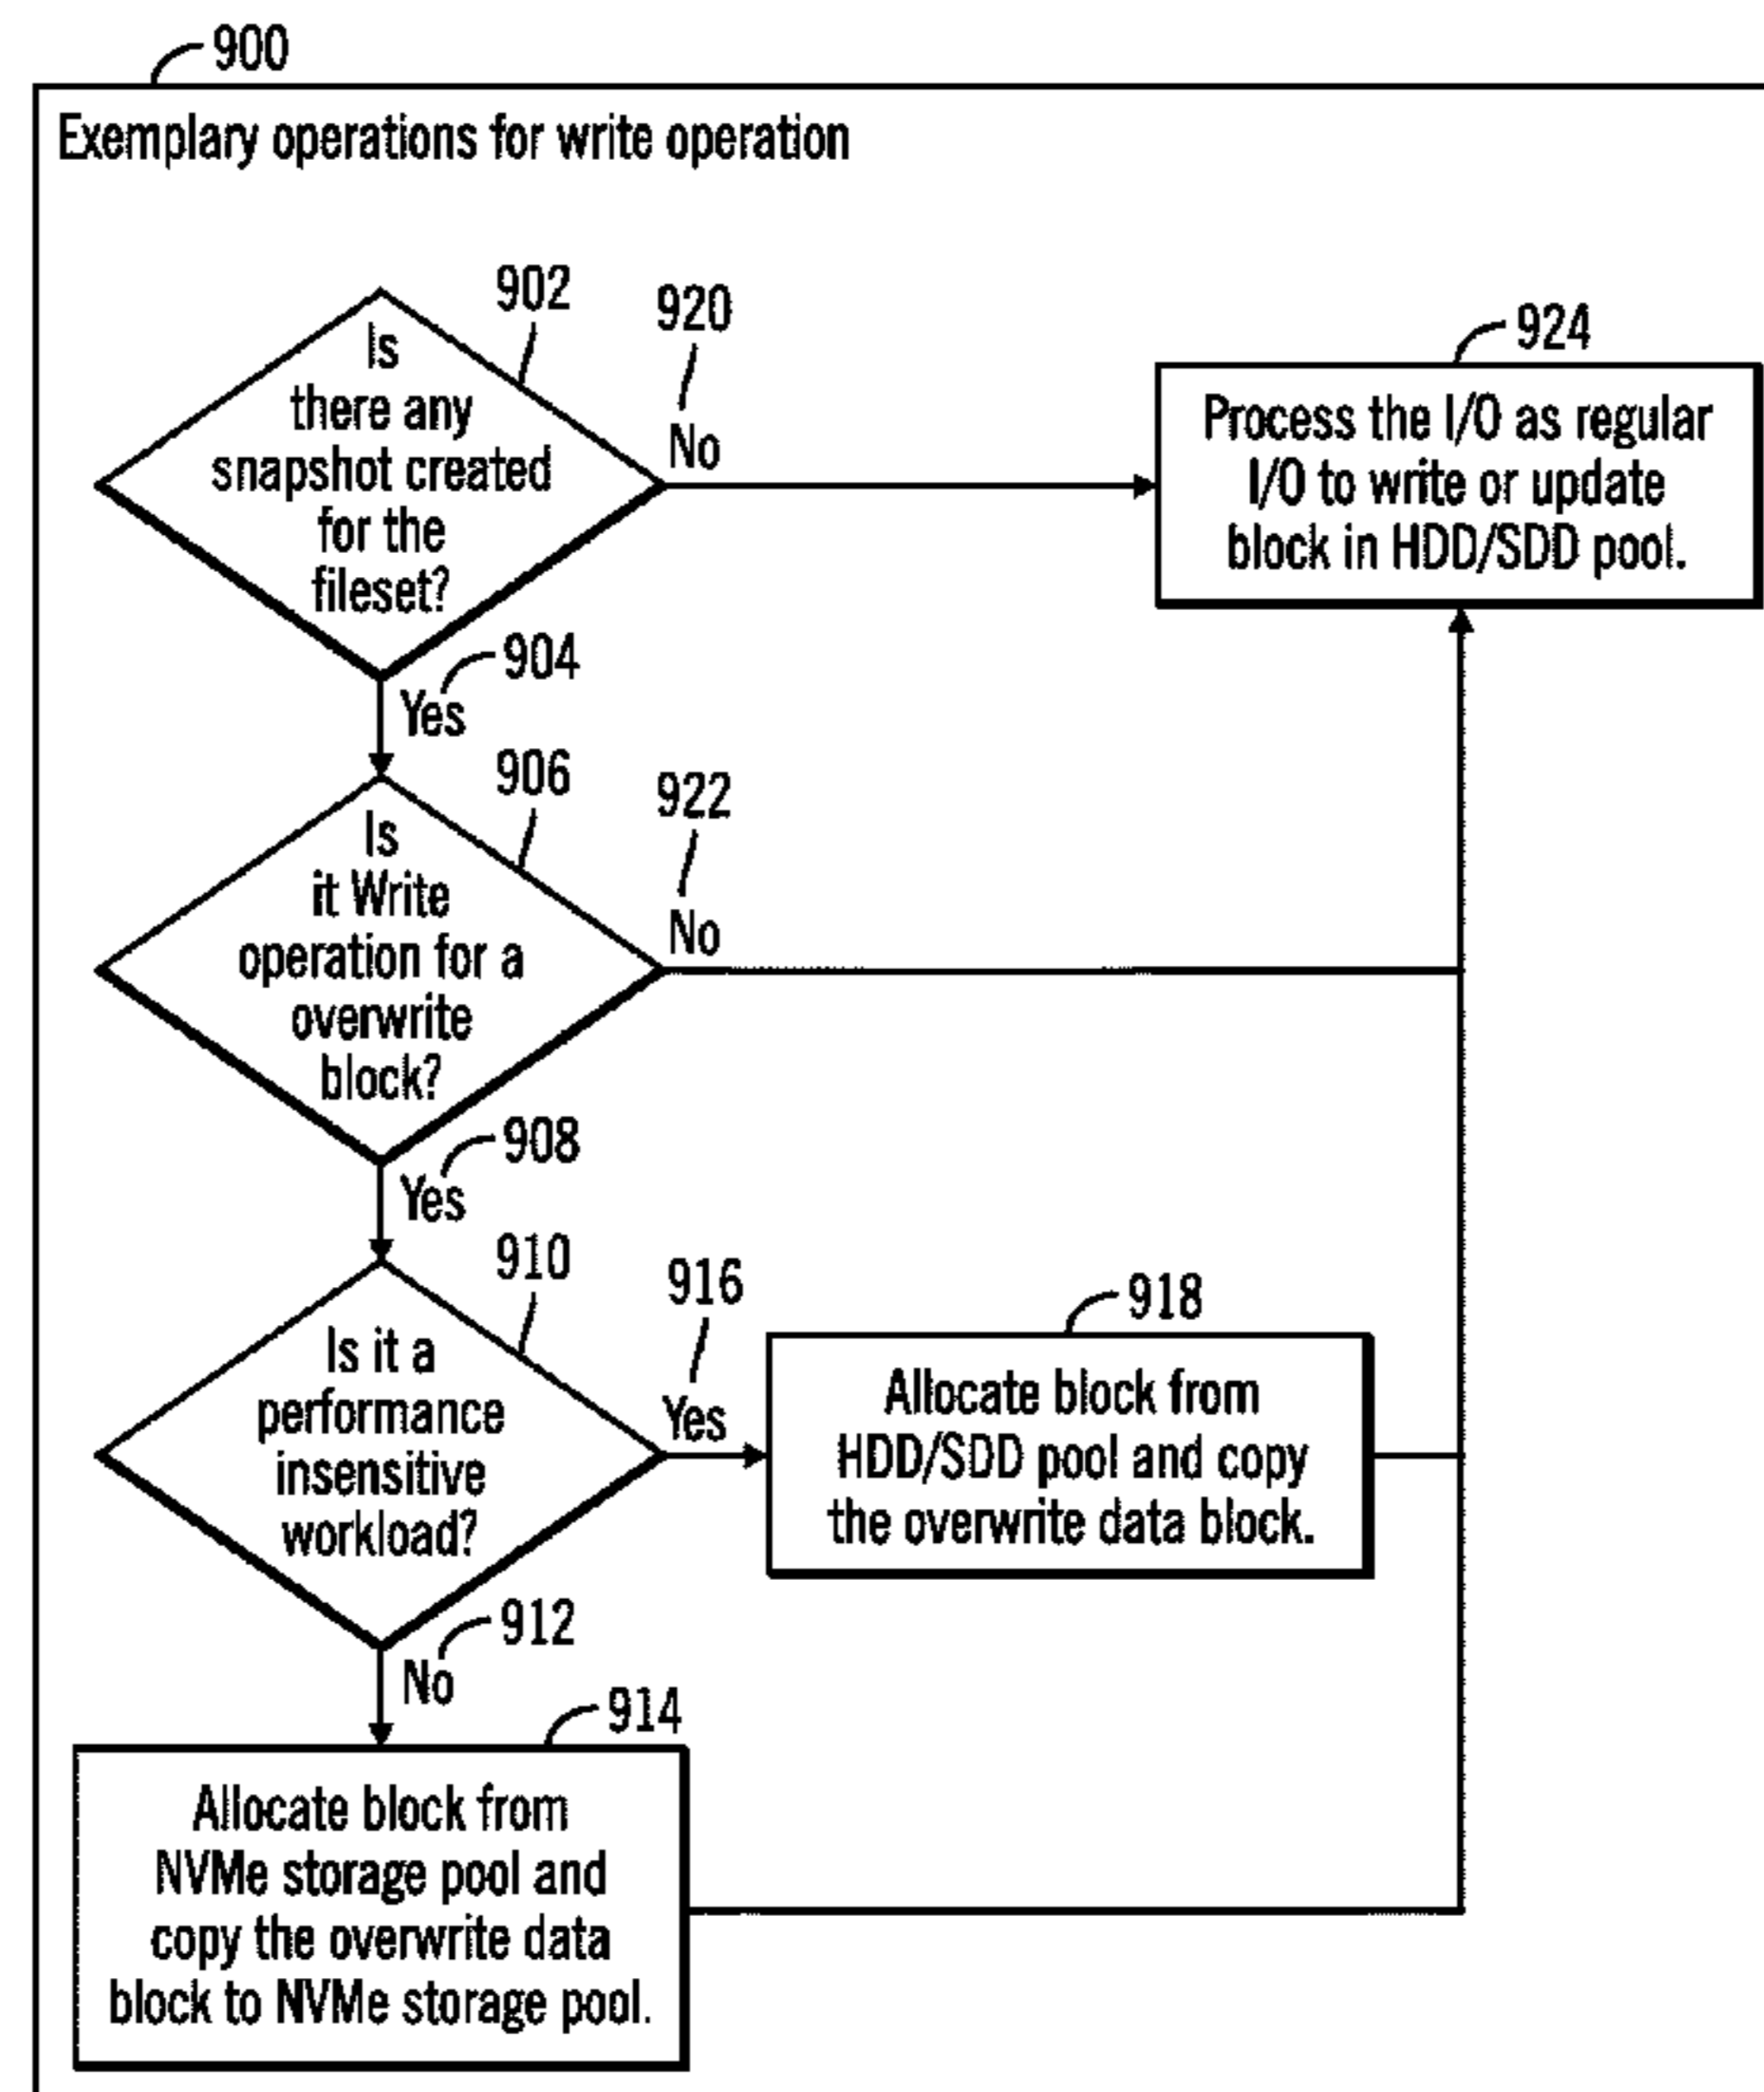 900
Exemplary operations for write operation
902
Is
there any
snapshot created
for the
fileset?
920
No
924
Process the I/O as regular
I/O to write or update
block in HDD/SDD pool.
904
Yes
906
Is
it Write
operation for a
overwrite
block?
922
No
908
Yes
910
Is it a
performance
insensitive
workload?
916
Yes
918
Allocate block from
HDD/SDD pool and copy
the overwrite data block.
912
No
914
Allocate block from
NVMe storage pool and
copy the overwrite data
block to NVMe storage pool.